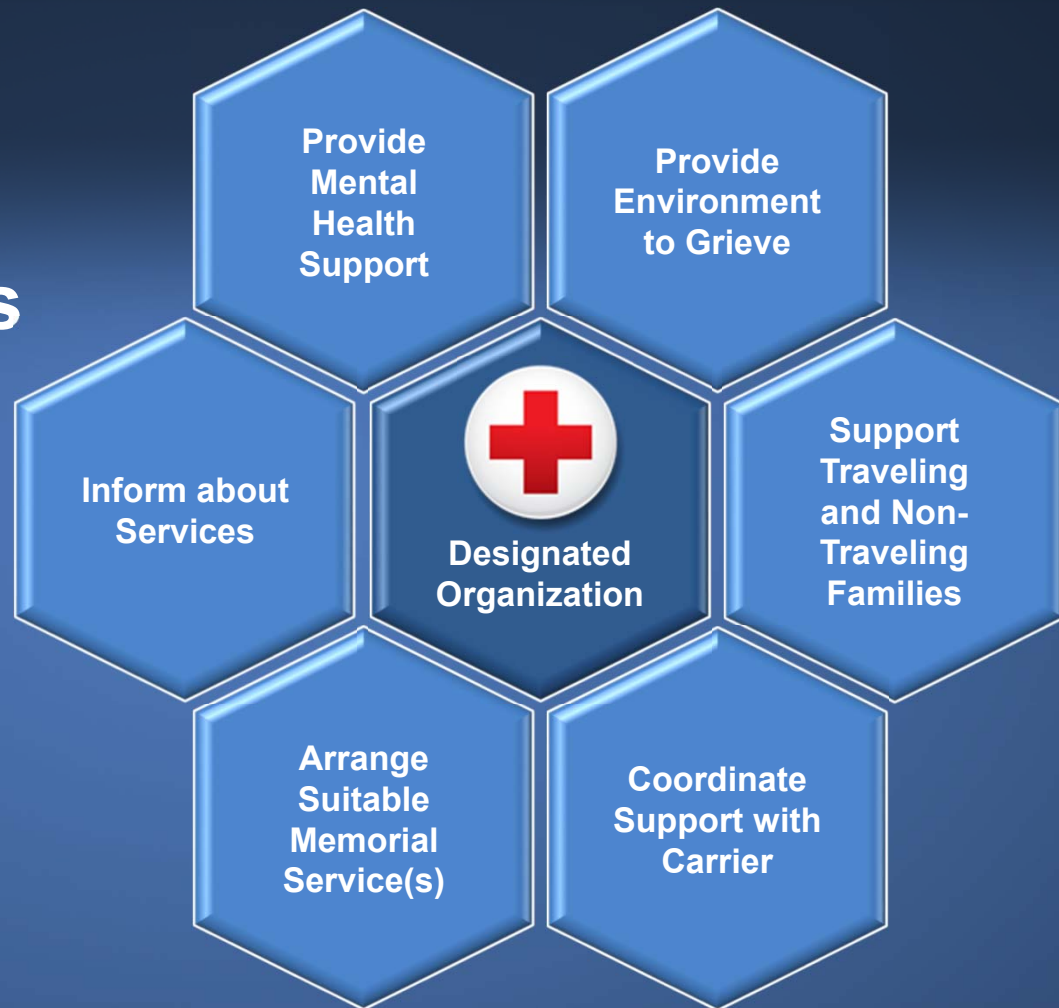 Provide
Mental
Health
Support
Provide
Environment
to Grieve
s
Inform about
Services
Designated
Organization
Support
Traveling
and Non-
Traveling
Families
Arrange
Suitable
Memorial
Service(s)
Coordinate
Support with
Carrier